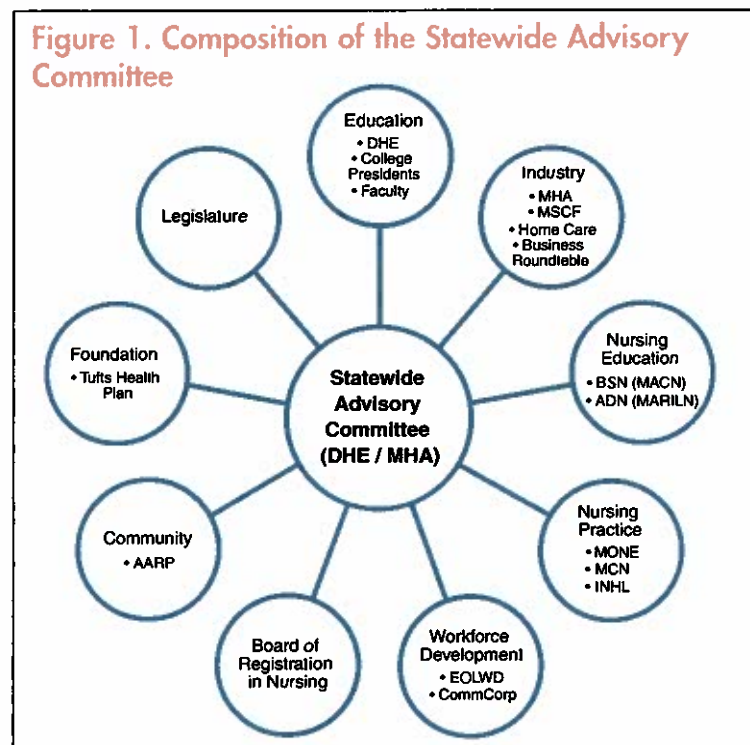 Figure 1. Composition of the Statewide Advisory
Committee
Education
• DHE
• College
Presidents
• Faculty
Industry
• MHA
• MSCF
• Home Care
• Business
Roundtable
Nursing
Education
• BSN (MACN)
• ADN (MARILN)
Nursing
Practice
• MONE
• MCN
• INHL
Workforce
Development
• EOLWD
• CommCorp
Board of
Registration
in Nursing
Community
• AARP
Foundation
• Tufts Health
Plan
Legislature
Statewide
Advisory
Committee
(DHE / MHA)